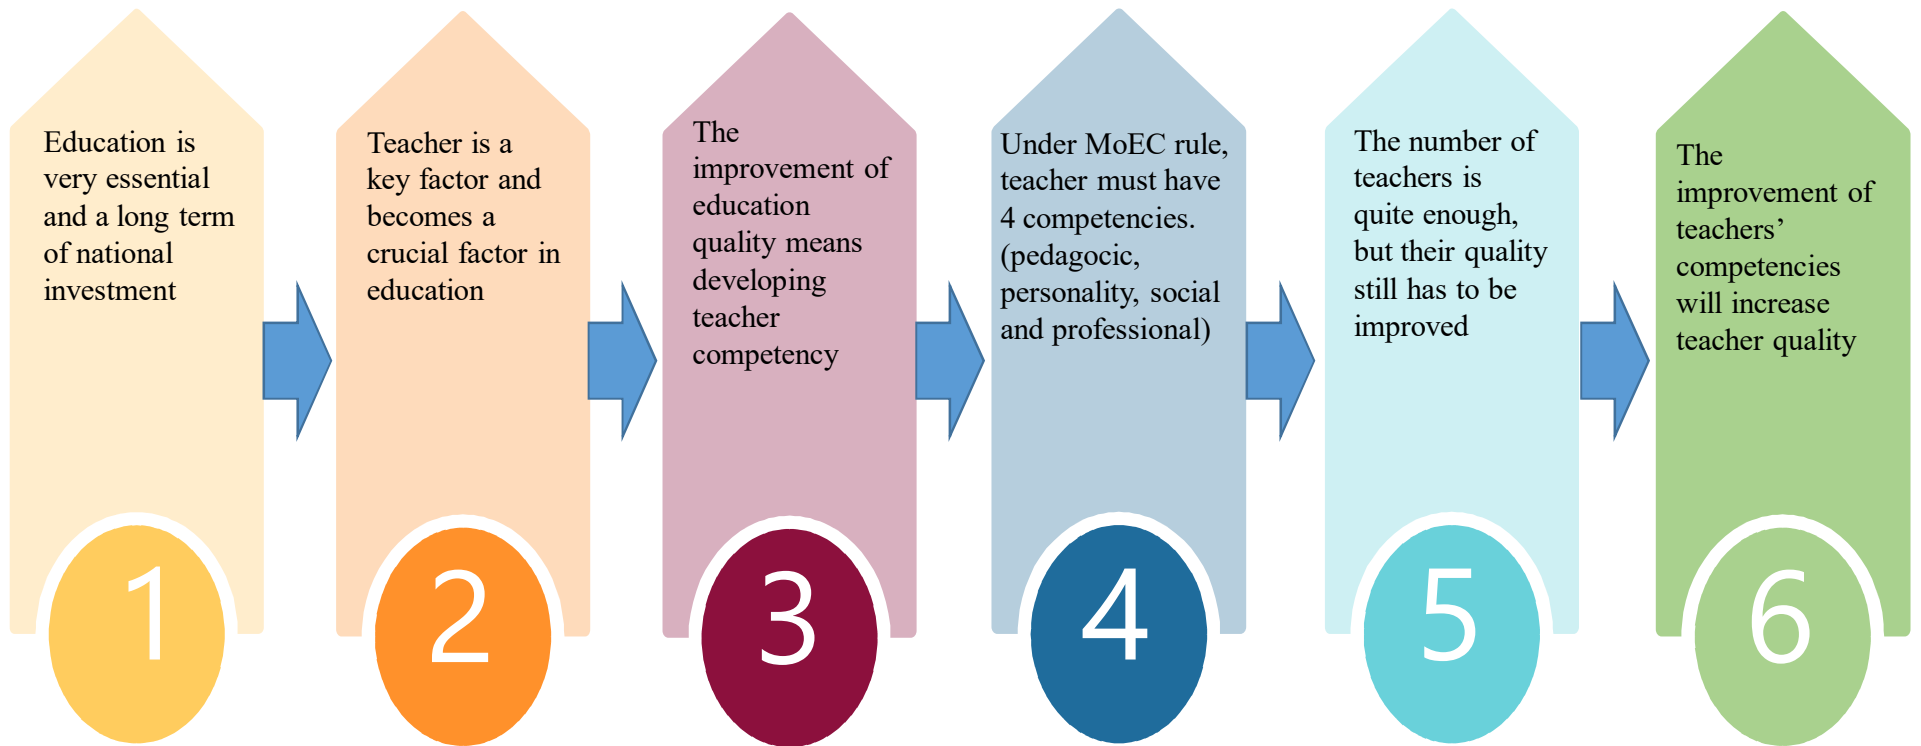 Education is
very essential
and a long term
of national
investment
1
Teacher is a
key factor and
becomes a
crucial factor in
education
2
The
improvement of
education
quality means
developing
teacher
competency
3
Under MoEC rule,
teacher must have
4 competencies.
(pedagocic,
personality, social
and professional)
4
The number of
teachers is
quite enough,
but their quality
still has to be
improved
5
The
improvement of
teachers’
competencies
will increase
teacher quality
6